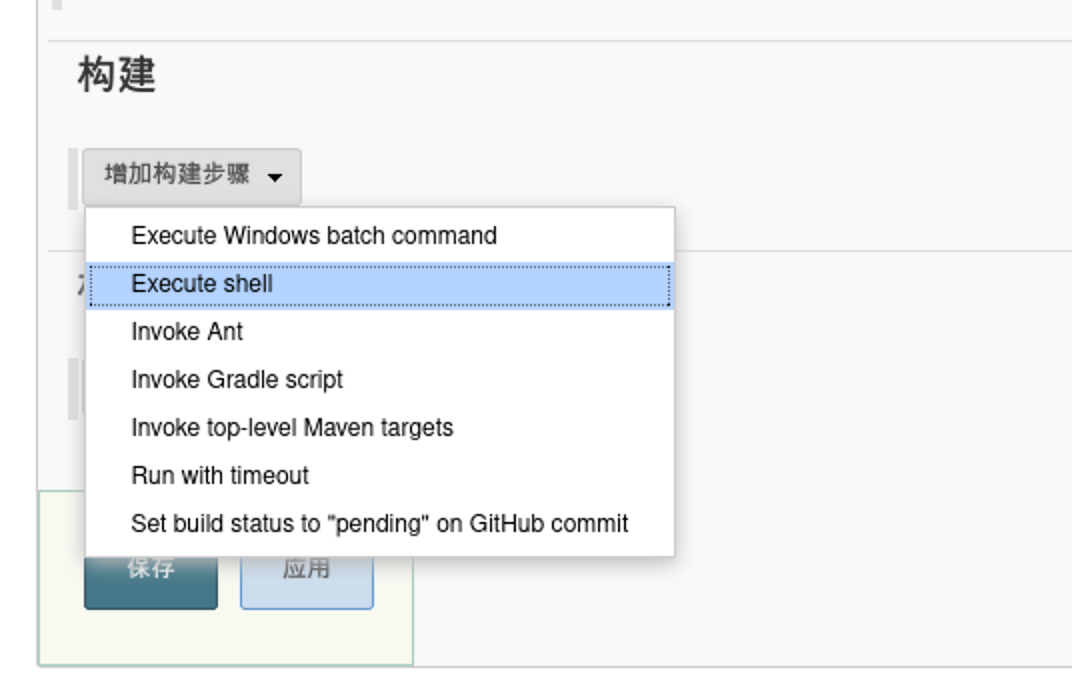 构建
增加构建步骤
Execute Windows batch command
Execute shell
Invoke Ant
Invoke Gradle script
Invoke top-level Maven targets
Run with timeout
Set build status to "pending" on GitHub commit
保存
应用